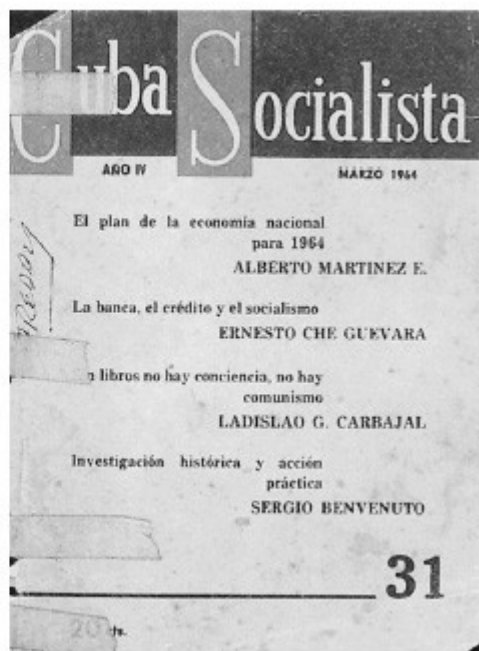 Cuba Socialista
AÑO IV
MARZO 1964
El plan de la economía nacional
para 1964
ALBERTO MARTINEZ E.
La banca, el crédito y el socialismo
ERNESTO CHE GUEVARA
libros no hay conciencia, no hay
comunismo
LADISLAO G. CARBAJAL
Investigación histórica y acción
práctica
SERGIO BENVENUTO
31
20 cts.